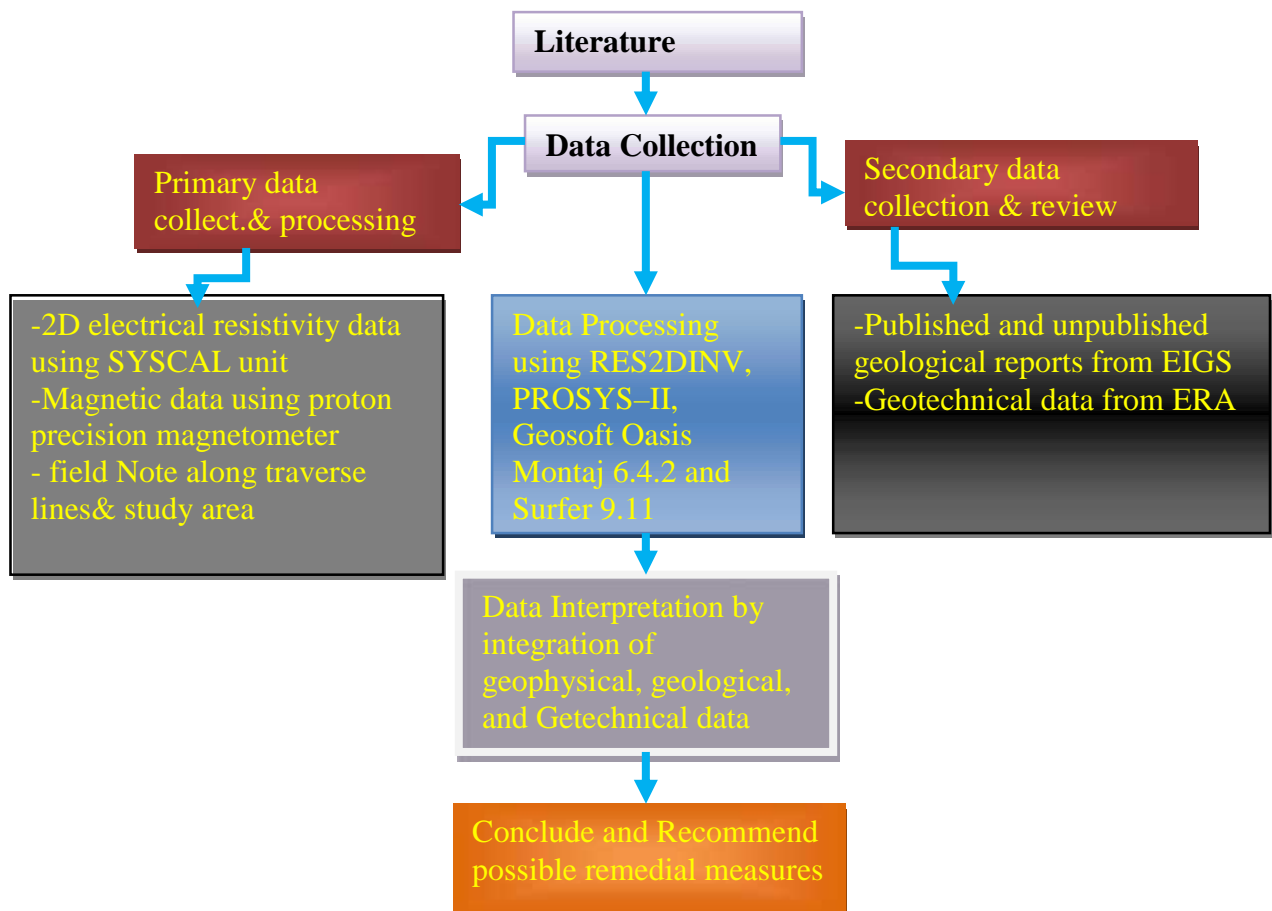 Literature
Data Collection
Primary data
collect.& processing
Secondary data
collection & review
-2D electrical resistivity data
using SYSCAL unit
-Magnetic data using proton
precision magnetometer
- field Note along traverse
lines& study area
Data Processing
using RES2DINV,
PROSYS–II,
Geosoft Oasis
Montaj 6.4.2 and
Surfer 9.11
-Published and unpublished
geological reports from EIGS
-Geotechnical data from ERA
Data Interpretation by
integration of
geophysical, geological,
and Getechnical data
Conclude and Recommend
possible remedial measures